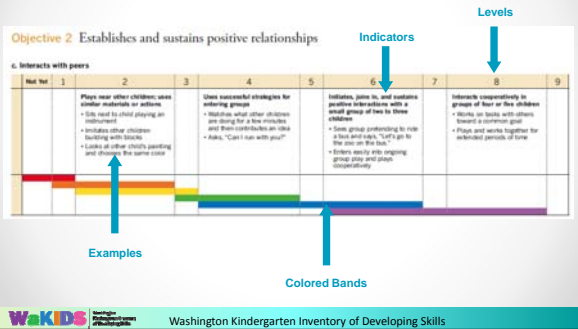 Levels
Objective 2 Establishes and sustains positive relationships
Indicators
c. Interacts with peers
Not Yet 1 2 3 4 5 6 7 8 9
Plays near other children; uses
similar materials or actions
• Sits next to child playing an
instrument
• Imitates other children
building with blocks
• Looks at other child's painting
and chooses the same color
Uses successful strategies for
entering groups
• Watches what other children
are doing for a few minutes
and then contributes an idea
• Asks, "Can I run with you?"
Initiates, joins in, and sustains
positive interactions with a
small group of two to three
children
• Sees group pretending to ride
a bus and says, "Let's go to
the zoo on the bus."
• Enters easily into ongoing
group play and plays
cooperatively
Interacts cooperatively in
groups of four or five children
• Works on tasks with others
toward a common goal
• Plays and works together for
extended periods of time
Examples
Colored Bands
WaKIDS
Washington Kindergarten Inventory of Developing Skills